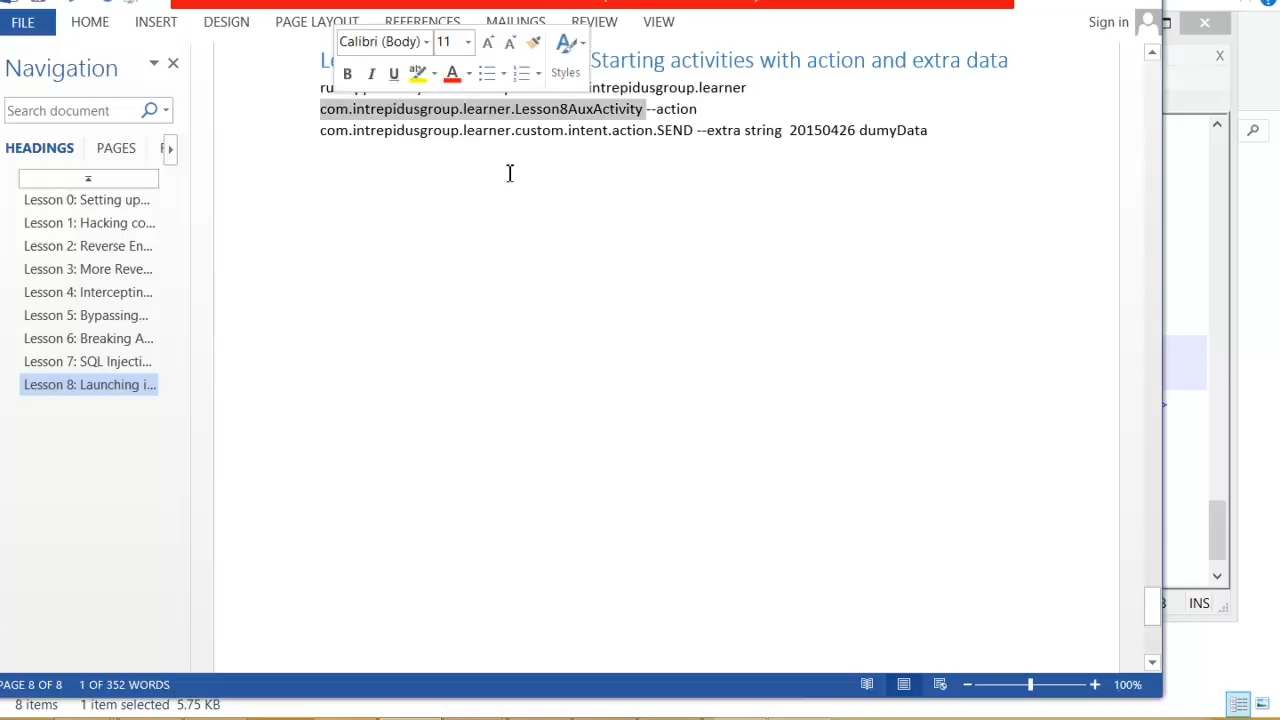 FILE HOME INSERT DESIGN PAGE LAYOUT REFERENCES MAILINGS REVIEW VIEW Sign in
Calibri (Body) 11
B I U A Styles
Navigation
Search document
HEADINGS PAGES
Lesson 0: Setting up...
Lesson 1: Hacking co...
Lesson 2: Reverse En...
Lesson 3: More Reve...
Lesson 4: Interceptin...
Lesson 5: Bypassing...
Lesson 6: Breaking A...
Lesson 7: SQL Injecti...
Lesson 8: Launching i...
Starting activities with action and extra data
intrepidusgroup.learner
com.intrepidusgroup.learner.Lesson8AuxActivity --action
com.intrepidusgroup.learner.custom.intent.action.SEND --extra string 20150426 dumyData
INS
PAGE 8 OF 8 1 OF 352 WORDS 100%
8 items 1 item selected 5.75 KB